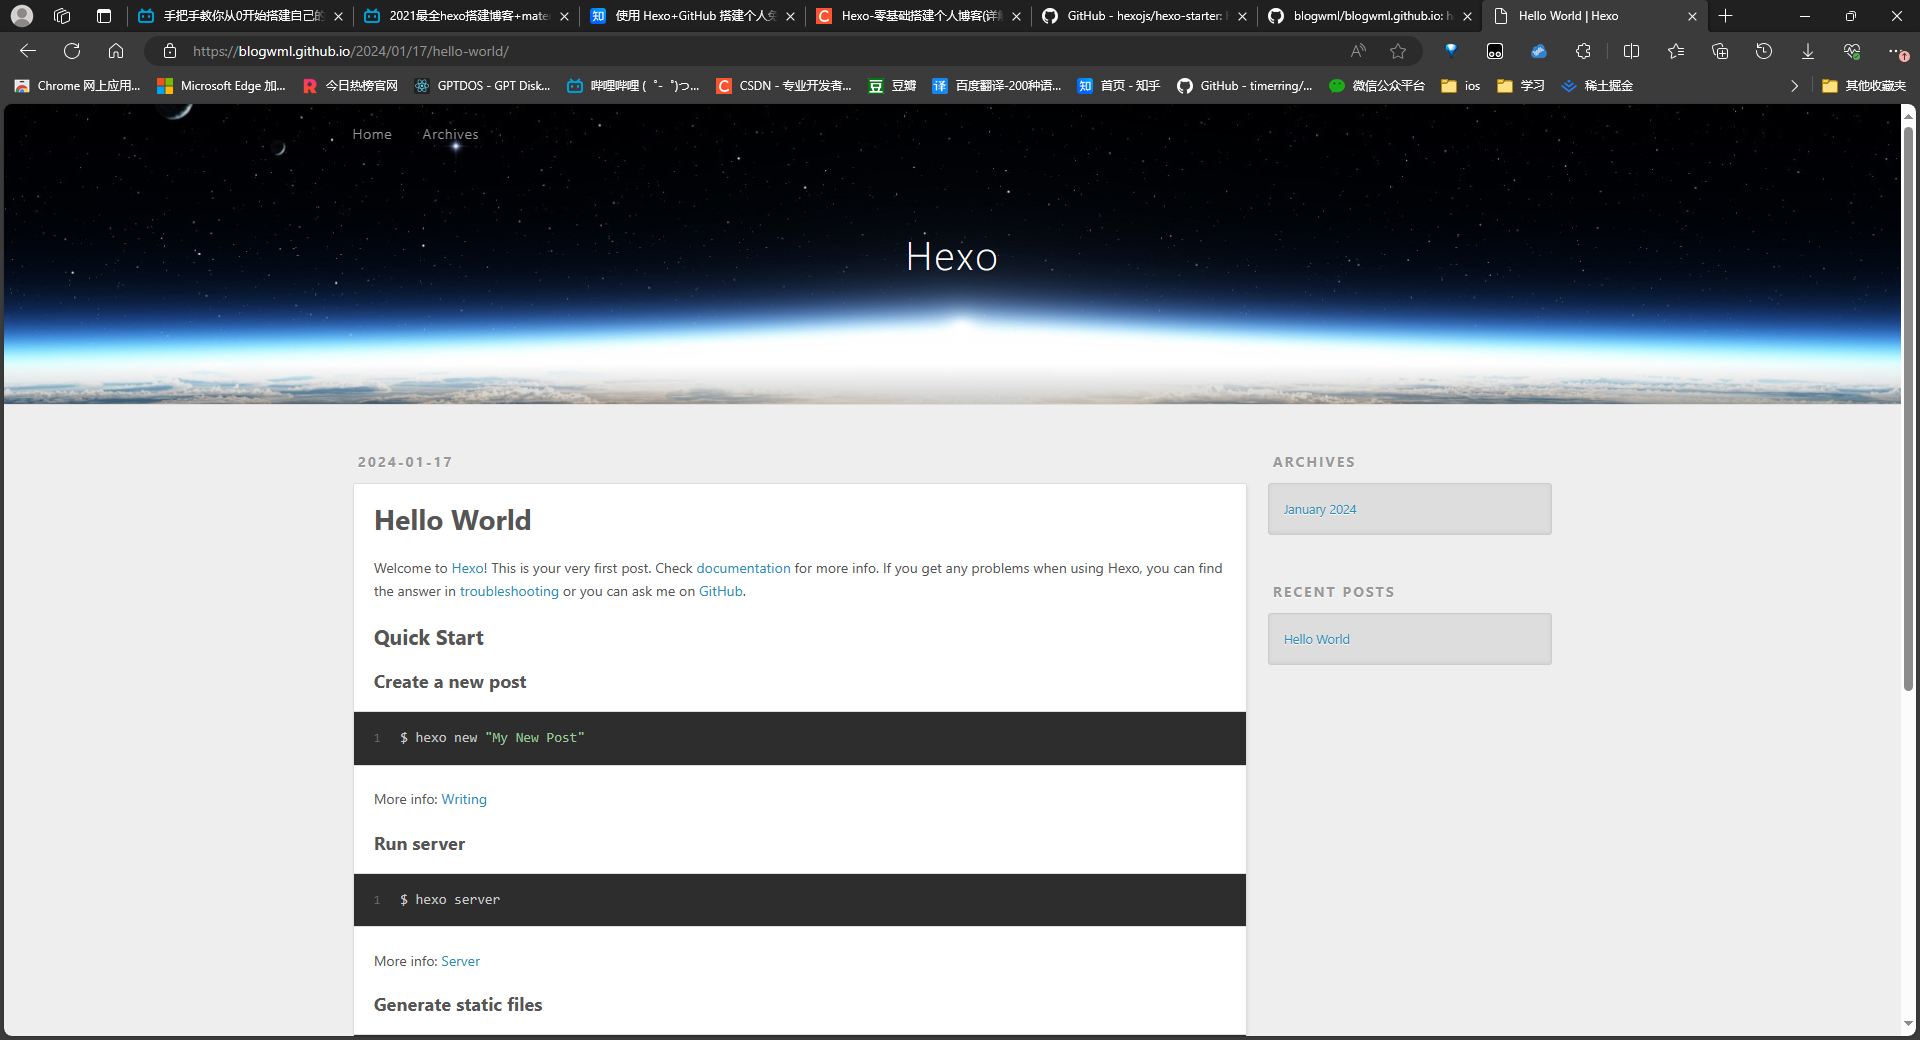 手把手教你从0开始搭建自己的
2021最全hexo搭建博客+mate
使用 Hexo+GitHub 搭建个人
Hexo-零基础搭建个人博客(详
GitHub - hexojs/hexo-starter:
blogwml/blogwml.github.io: h
Hello World | Hexo
https://blogwml.github.io/2024/01/17/hello-world/
Chrome 网上应用...
Microsoft Edge 加...
今日热榜官网
GPTDOS - GPT Disk...
哔哩哔哩 ( ゜- ゜)つ...
CSDN - 专业开发者...
豆瓣
百度翻译-200种语...
首页 - 知乎
GitHub - timerring/...
微信公众平台
ios
学习
稀土掘金
其他收藏夹
Home
Archives
Hexo
2024-01-17
Hello World
Welcome to Hexo! This is your very first post. Check documentation for more info. If you get any problems when using Hexo, you can find
the answer in troubleshooting or you can ask me on GitHub.
Quick Start
Create a new post
1 $ hexo new "My New Post"
More info: Writing
Run server
1 $ hexo server
More info: Server
Generate static files
ARCHIVES
January 2024
RECENT POSTS
Hello World